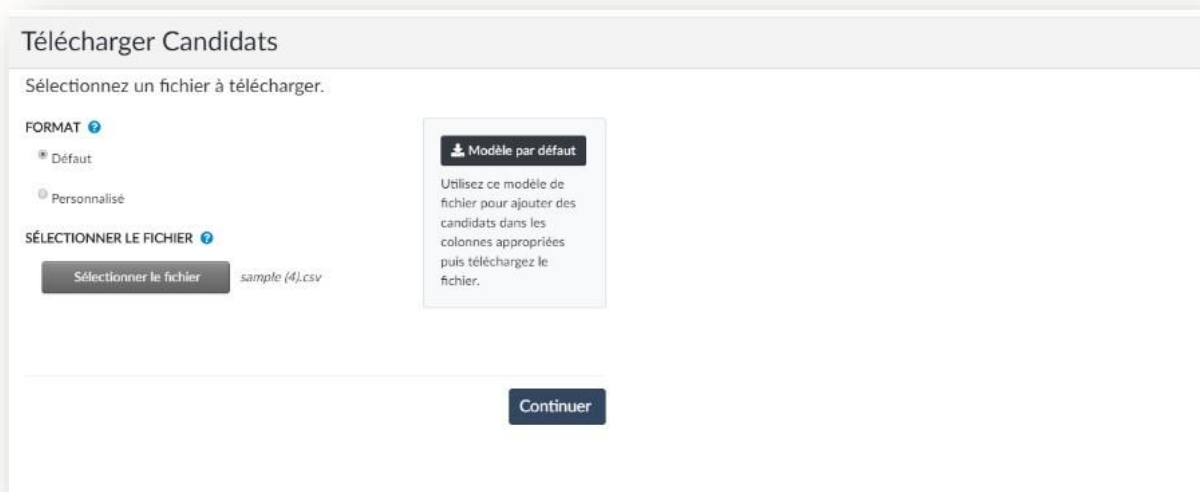 Télécharger Candidats
Sélectionnez un fichier à télécharger.
FORMAT ?
Défaut
Personnalisé
SÉLECTIONNER LE FICHIER ?
Sélectionner le fichier sample (4).csv
Modèle par défaut
Utilisez ce modèle de
fichier pour ajouter des
candidats dans les
colonnes appropriées
puis téléchargez le
fichier.
Continuer